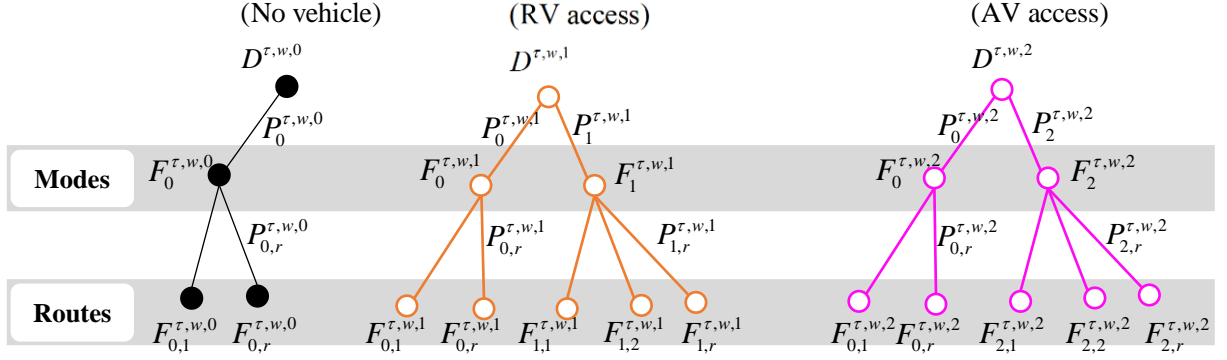 (No vehicle) (RV access) (AV access)
D^{τ,w,0} D^{τ,w,1} D^{τ,w,2}
P_0^{τ,w,0} P_0^{τ,w,1} P_1^{τ,w,1} P_0^{τ,w,2} P_2^{τ,w,2}
Modes F_0^{τ,w,0} F_0^{τ,w,1} F_1^{τ,w,1} F_0^{τ,w,2} F_2^{τ,w,2}
P_{0,r}^{τ,w,0} P_{0,r}^{τ,w,1} P_{1,r}^{τ,w,1} P_{0,r}^{τ,w,2} P_{2,r}^{τ,w,2}
Routes
F_{0,1}^{τ,w,0} F_{0,r}^{τ,w,0} F_{0,1}^{τ,w,1} F_{0,r}^{τ,w,1} F_{1,1}^{τ,w,1} F_{1,2}^{τ,w,1} F_{1,r}^{τ,w,1} F_{0,1}^{τ,w,2} F_{0,r}^{τ,w,2} F_{2,1}^{τ,w,2} F_{2,2}^{τ,w,2} F_{2,r}^{τ,w,2}